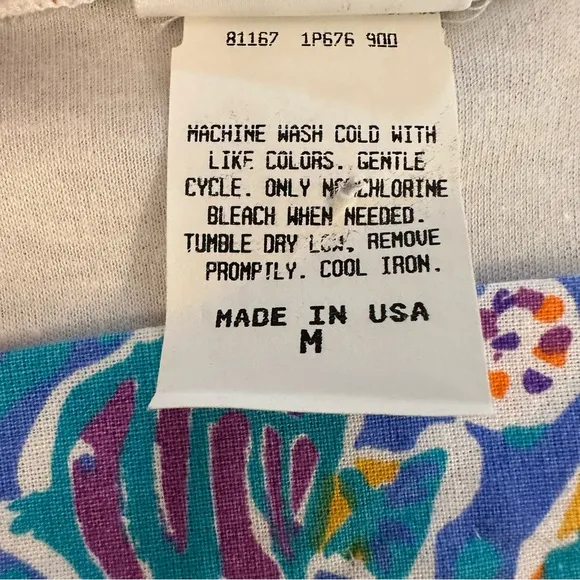 81167 1P676 900
MACHINE WASH COLD WITH
LIKE COLORS. GENTLE
CYCLE. ONLY NON-CHLORINE
BLEACH WHEN NEEDED.
TUMBLE DRY LOW. REMOVE
PROMPTLY. COOL IRON.
MADE IN USA
M